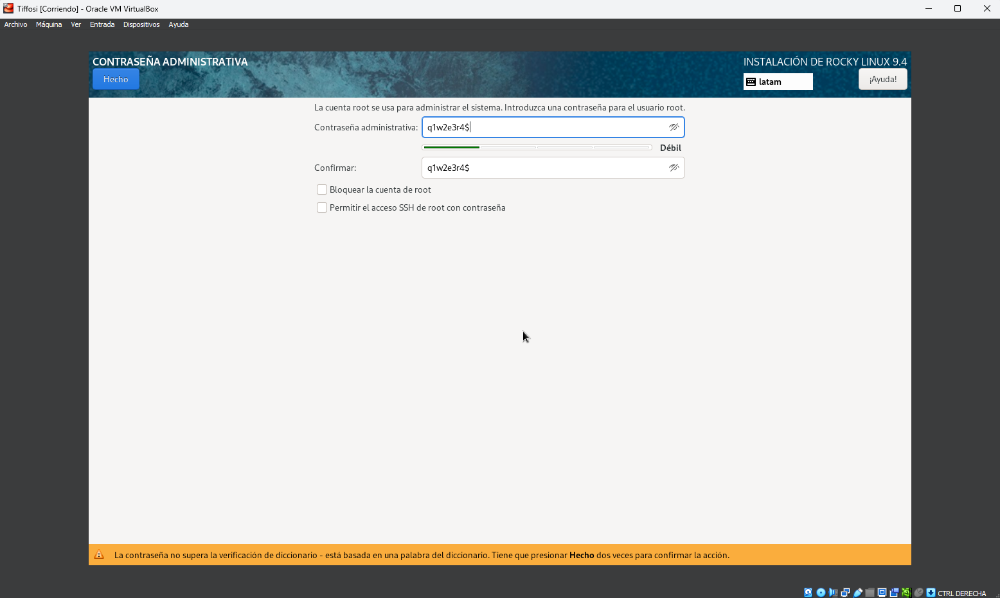 Tiffosi [Corriendo] - Oracle VM VirtualBox
Archivo Máquina Ver Entrada Dispositivos Ayuda
CONTRASEÑA ADMINISTRATIVA
INSTALACIÓN DE ROCKY LINUX 9.4
Hecho
latam
¡Ayuda!
La cuenta root se usa para administrar el sistema. Introduzca una contraseña para el usuario root.
Contraseña administrativa: q1w2e3r4$
Débil
Confirmar: q1w2e3r4$
Bloquear la cuenta de root
Permitir el acceso SSH de root con contraseña
La contraseña no supera la verificación de diccionario - está basada en una palabra del diccionario. Tiene que presionar Hecho dos veces para confirmar la acción.
CTRL DERECHA